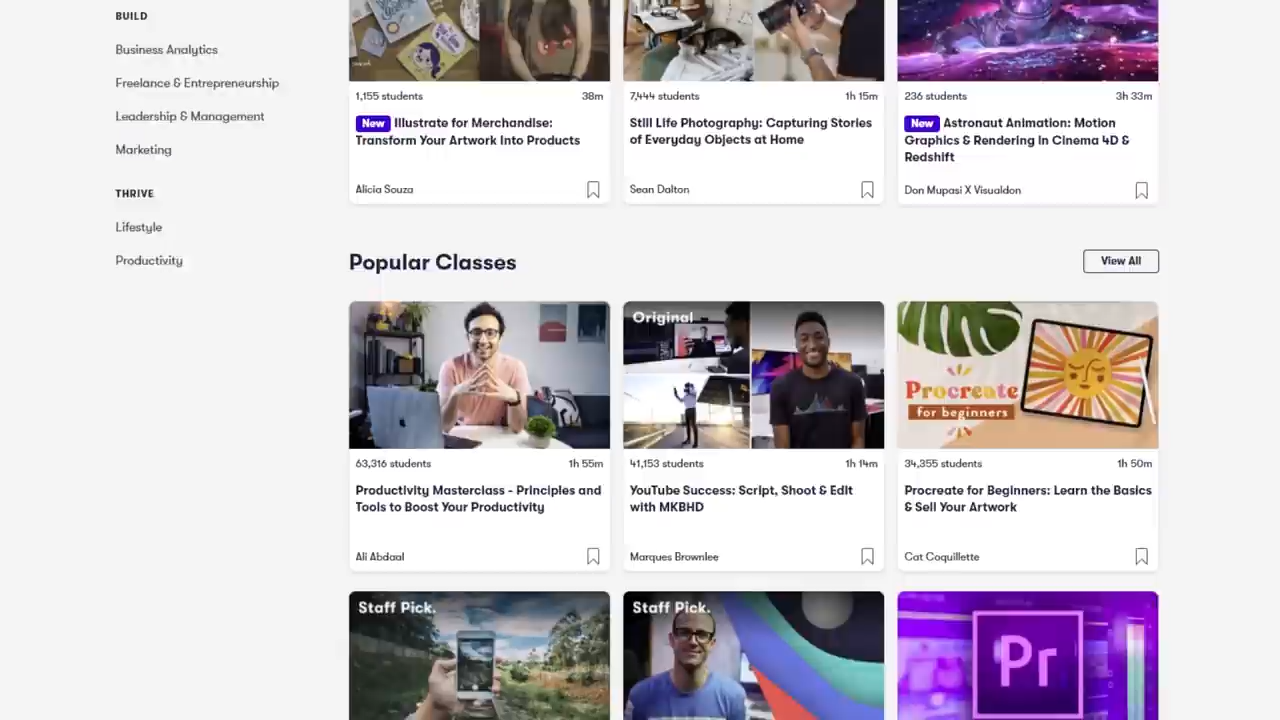 BUILD
Business Analytics
Freelance & Entrepreneurship
Leadership & Management
Marketing
THRIVE
Lifestyle
Productivity
1,155 students 38m
New Illustrate for Merchandise:
Transform Your Artwork Into Products
Alicia Souza
7,444 students 1h 15m
Still Life Photography: Capturing Stories
of Everyday Objects at Home
Sean Dalton
236 students 3h 33m
New Astronaut Animation: Motion
Graphics & Rendering in Cinema 4D &
Redshift
Don Mupasi X Visualdon
Popular Classes
View All
63,316 students 1h 55m
Productivity Masterclass - Principles and
Tools to Boost Your Productivity
Ali Abdaal
Original
41,153 students 1h 14m
YouTube Success: Script, Shoot & Edit
with MKBHD
Marques Brownlee
Procreate
for beginners
34,355 students 1h 50m
Procreate for Beginners: Learn the Basics
& Sell Your Artwork
Cat Coquillette
Staff Pick.
Staff Pick.
Pr